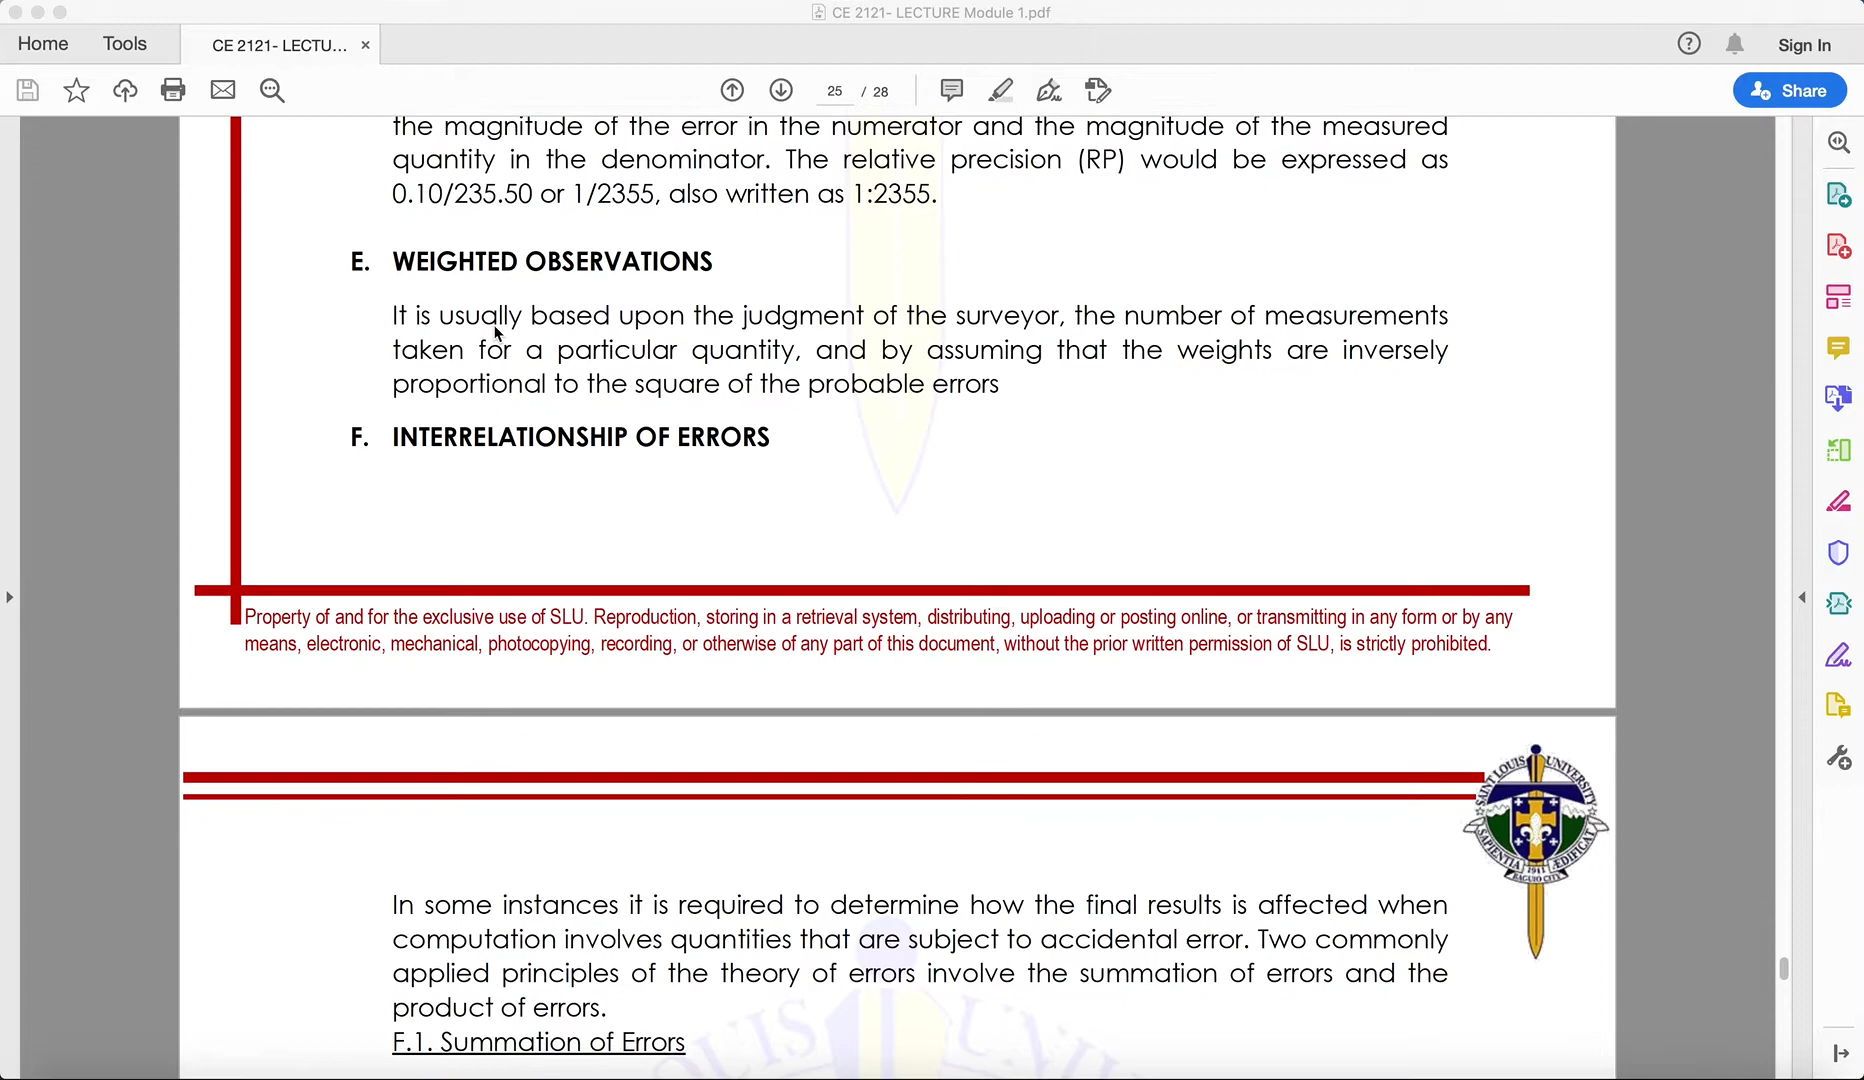 CE 2121- LECTURE Module 1.pdf
Home Tools CE 2121- LECTU... × Sign In
25 / 28 Share
the magnitude of the error in the numerator and the magnitude of the measured
quantity in the denominator. The relative precision (RP) would be expressed as
0.10/235.50 or 1/2355, also written as 1:2355.
E. WEIGHTED OBSERVATIONS
It is usually based upon the judgment of the surveyor, the number of measurements
taken for a particular quantity, and by assuming that the weights are inversely
proportional to the square of the probable errors
F. INTERRELATIONSHIP OF ERRORS
Property of and for the exclusive use of SLU. Reproduction, storing in a retrieval system, distributing, uploading or posting online, or transmitting in any form or by any
means, electronic, mechanical, photocopying, recording, or otherwise of any part of this document, without the prior written permission of SLU, is strictly prohibited.
SAINT LOUIS UNIVERSITY
SAPIENTIA ÆDIFICAT
1911
BAGUIO CITY
In some instances it is required to determine how the final results is affected when
computation involves quantities that are subject to accidental error. Two commonly
applied principles of the theory of errors involve the summation of errors and the
product of errors.
F.1. Summation of Errors